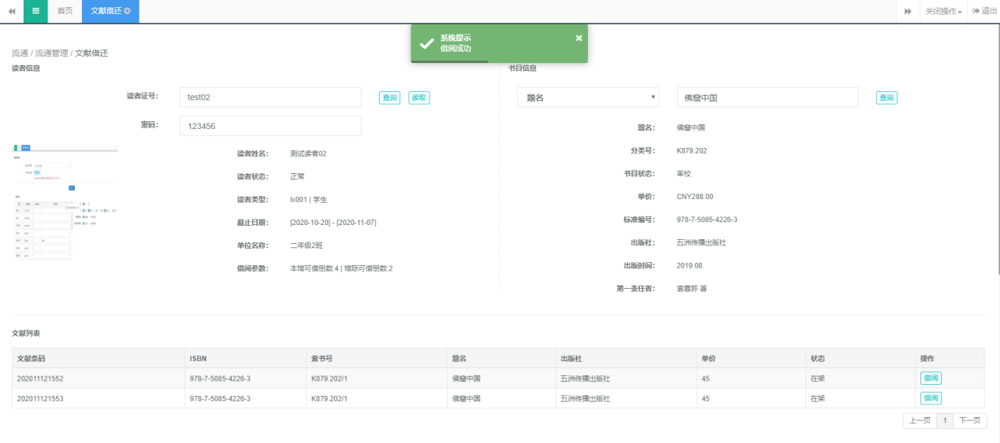 首页
文献借还
关闭操作
退出
系统提示
借阅成功
流通 / 流通管理 / 文献借还
读者信息
读者证号：
test02
查询
读取
密码：
123456
读者姓名：
测试读者02
读者状态：
正常
读者类型：
lx001 | 学生
截止日期：
[2020-10-20] - [2020-11-07]
单位名称：
二年级2班
借阅参数：
本馆可借册数:4 | 馆际可借册数:2
书目信息
题名
佛窟中国
查询
题名：
佛窟中国
分类号：
K879.202
书目状态：
审校
单价：
CNY288.00
标准编号：
978-7-5085-4226-3
出版社：
五洲传播出版社
出版时间：
2019.08
第一责任者：
袁蓉荪 著
文献列表
文献条码 ISBN 索书号 题名 出版社 单价 状态 操作
202011121552 978-7-5085-4226-3 K879.202/1 佛窟中国 五洲传播出版社 45 在架 借阅
202011121553 978-7-5085-4226-3 K879.202/1 佛窟中国 五洲传播出版社 45 在架 借阅
上一页 1 下一页